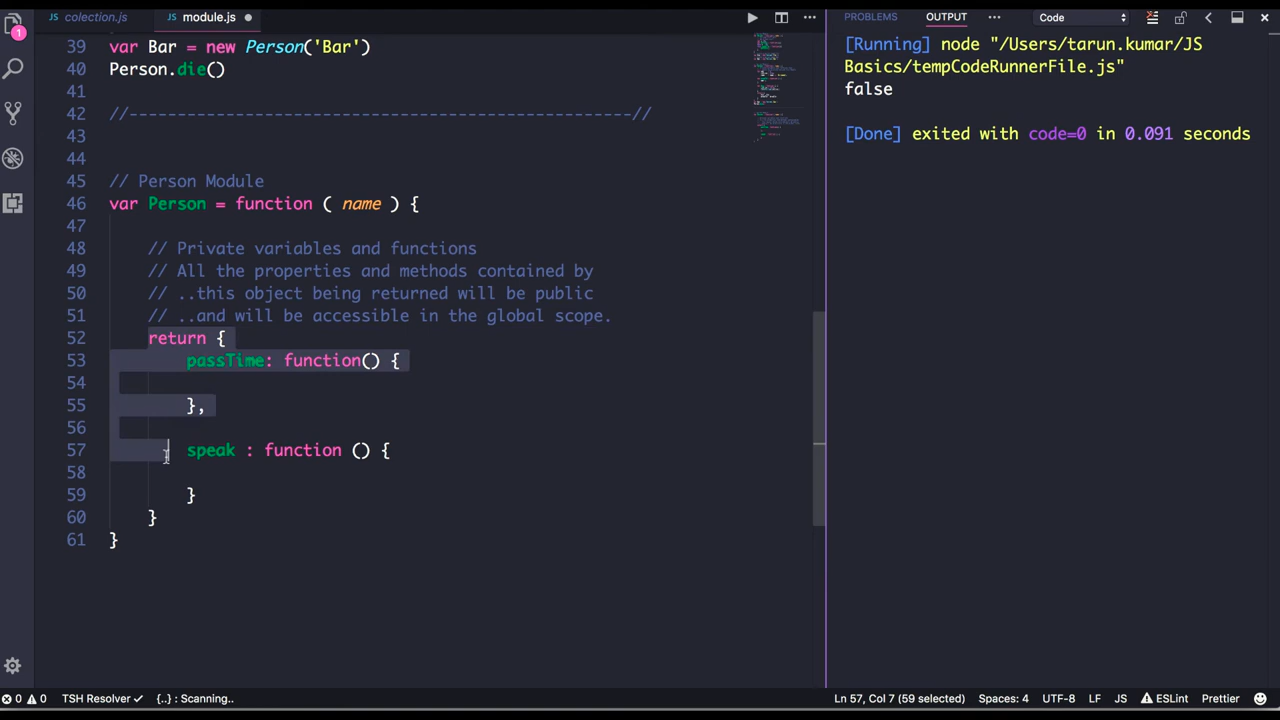 colection.js
module.js
PROBLEMS
OUTPUT
Code
1
39 var Bar = new Person('Bar')
40 Person.die()
41
42 //----------------------------------------------------//
43
44
45 // Person Module
46 var Person = function ( name ) {
47
48 // Private variables and functions
49 // All the properties and methods contained by
50 // ..this object being returned will be public
51 // ..and will be accessible in the global scope.
52 return {
53 passTime: function() {
54
55 },
56
57 speak : function () {
58
59 }
60 }
61 }
[Running] node "/Users/tarun.kumar/JS
Basics/tempCodeRunnerFile.js"
false
[Done] exited with code=0 in 0.091 seconds
0 0 TSH Resolver ✓ {..} : Scanning.. Ln 57, Col 7 (59 selected) Spaces: 4 UTF-8 LF JS ESLint Prettier